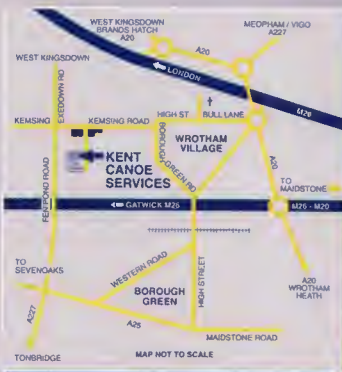 WEST KINGSDOWN
BRANDS HATCH
A20
MEOPHAM / VIGO
A227
A20
WEST KINGSDOWN
LONDON
EXEDOWN RD
M20
HIGH ST
BULL LANE
KEMSING
KEMSING ROAD
WROTHAM
VILLAGE
BOROUGH
GREEN RD
KENT
CANOE
SERVICES
A20
TO
MAIDSTONE
FEN POND ROAD
GATWICK M26
M26 - M20
TO
SEVENOAKS
WESTERN ROAD
HIGH STREET
A20
WROTHAM
HEATH
BOROUGH
GREEN
A227
A25
MAIDSTONE ROAD
TONBRIDGE
MAP NOT TO SCALE